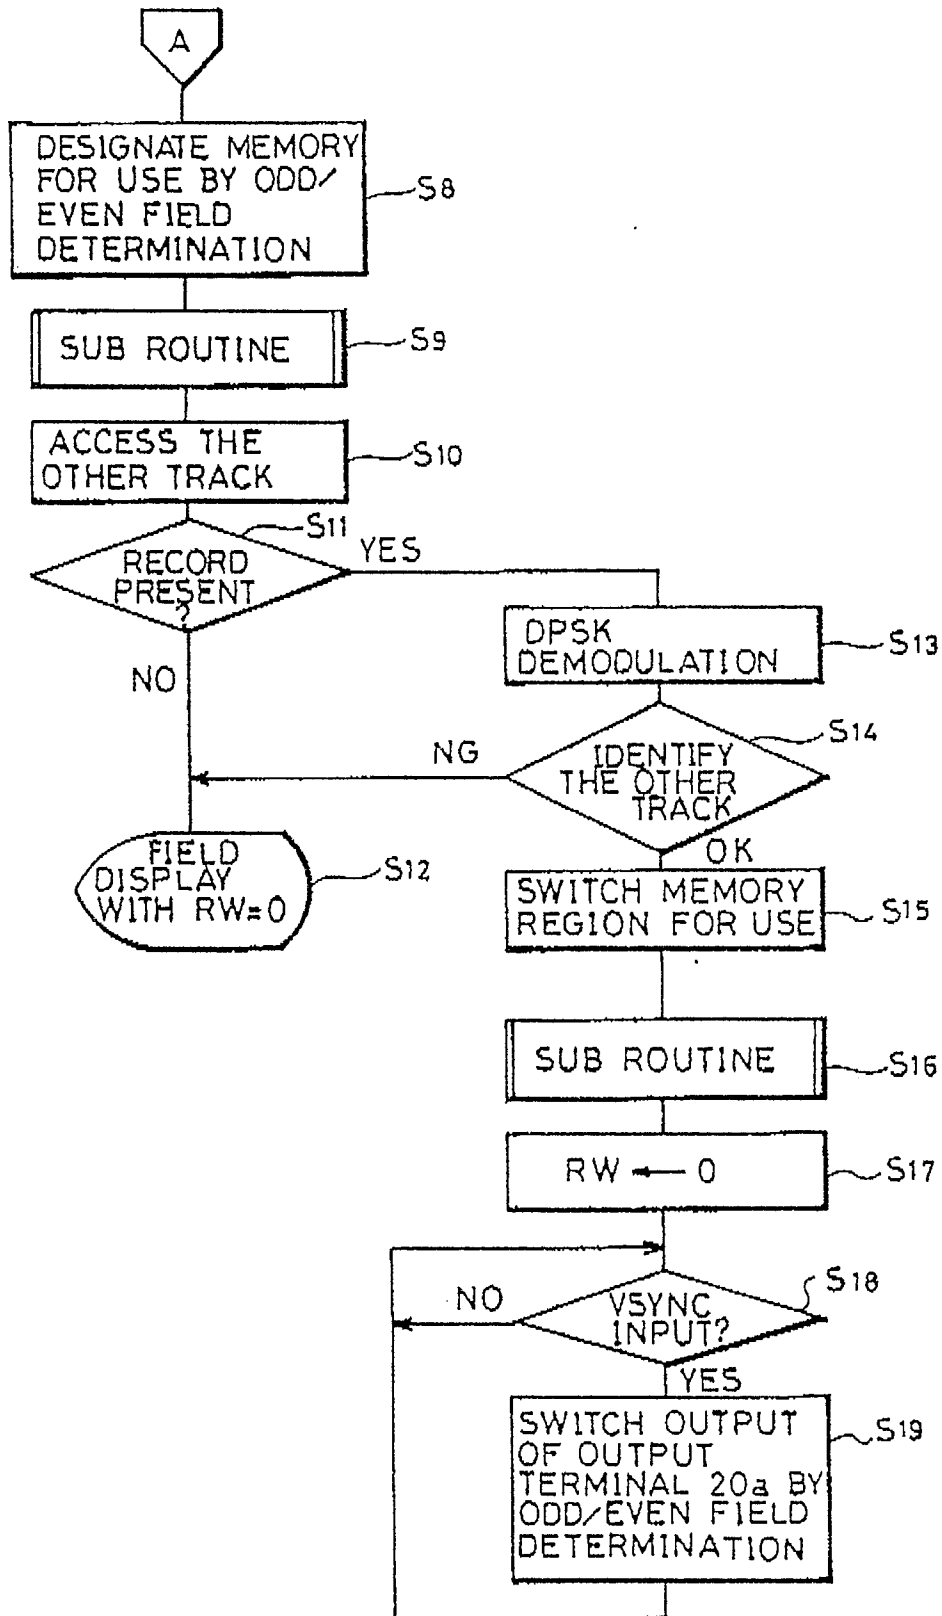 A
DESIGNATE MEMORY
FOR USE BY ODD/
EVEN FIELD
DETERMINATION
S8
SUB ROUTINE
S9
ACCESS THE
OTHER TRACK
S10
S11
RECORD
PRESENT
?
YES
NO
DPSK
DEMODULATION
S13
S14
IDENTIFY
THE OTHER
TRACK
NG
OK
FIELD
DISPLAY
WITH RW=0
S12
SWITCH MEMORY
REGION FOR USE
S15
SUB ROUTINE
S16
RW ← 0
S17
S18
VSYNC
INPUT?
NO
YES
SWITCH OUTPUT
OF OUTPUT
TERMINAL 20a BY
ODD/EVEN FIELD
DETERMINATION
S19